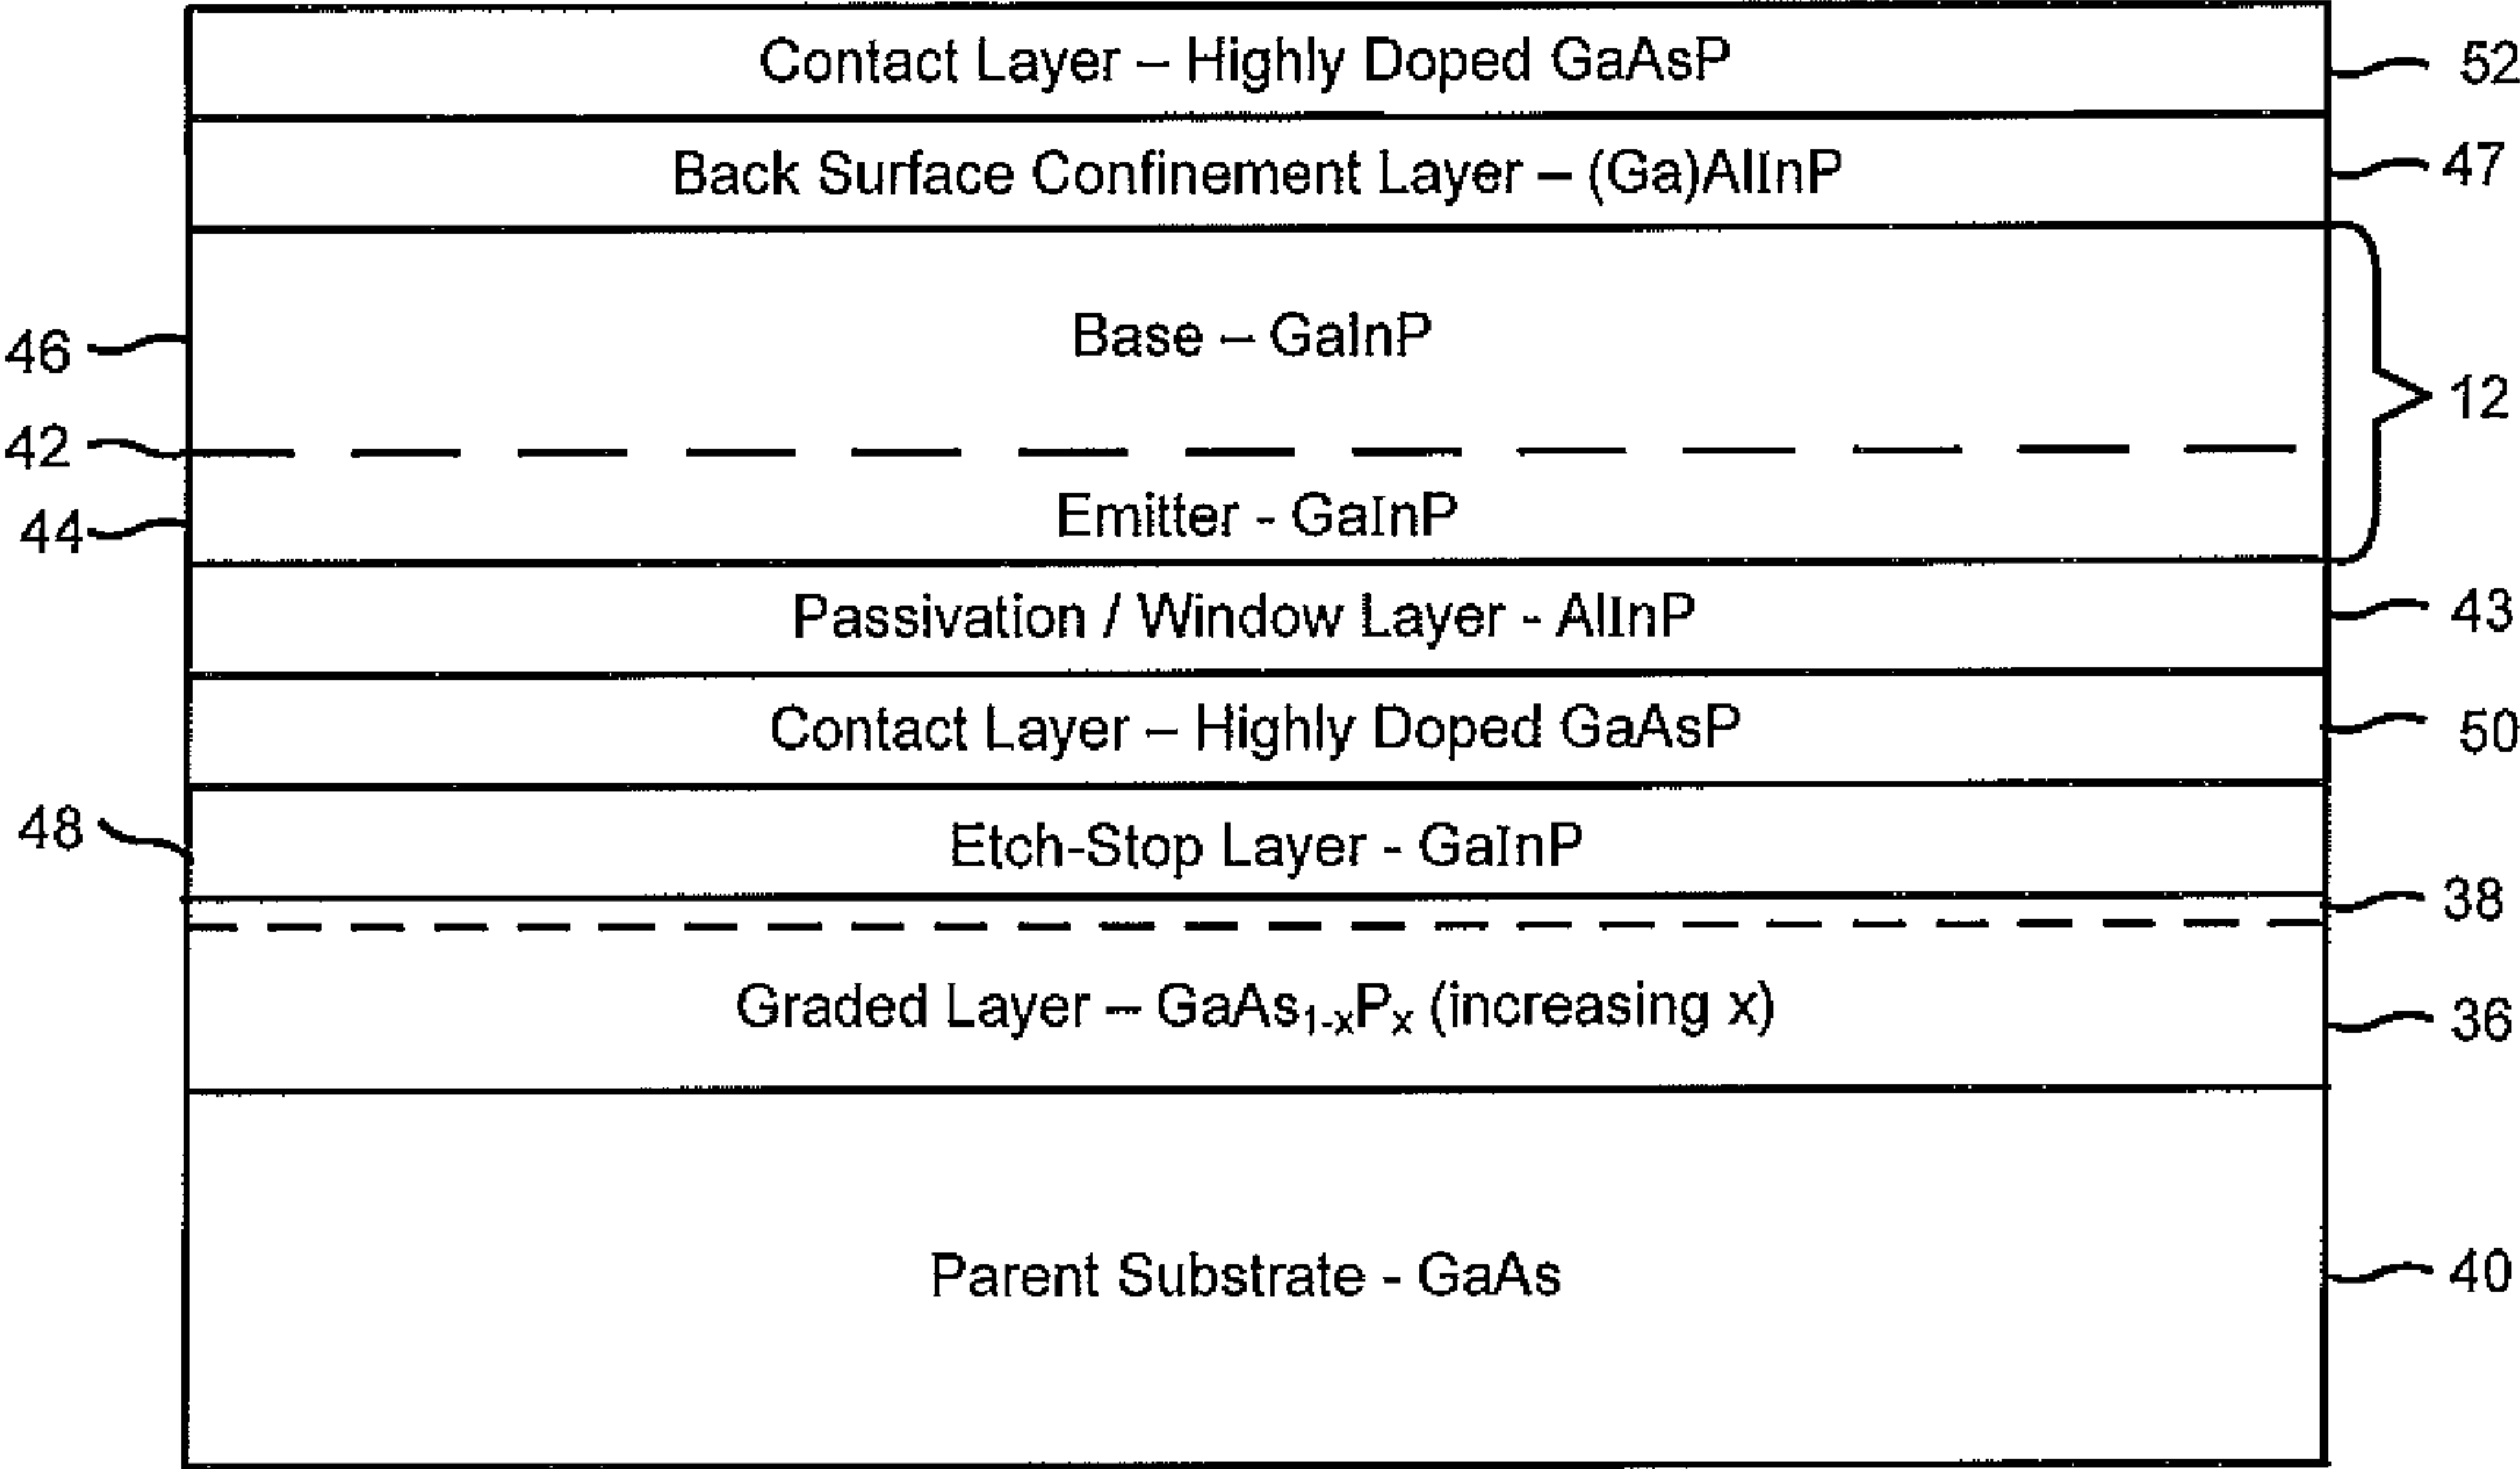 Contact Layer – Highly Doped GaAsP 52
Back Surface Confinement Layer – (Ga)AlInP 47
46 Base – GaInP
12
42
44 Emitter - GaInP
Passivation / Window Layer - AlInP 43
Contact Layer – Highly Doped GaAsP 50
48 Etch-Stop Layer - GaInP
38
Graded Layer – GaAs₁₋ₓPₓ (increasing x) 36
Parent Substrate - GaAs 40